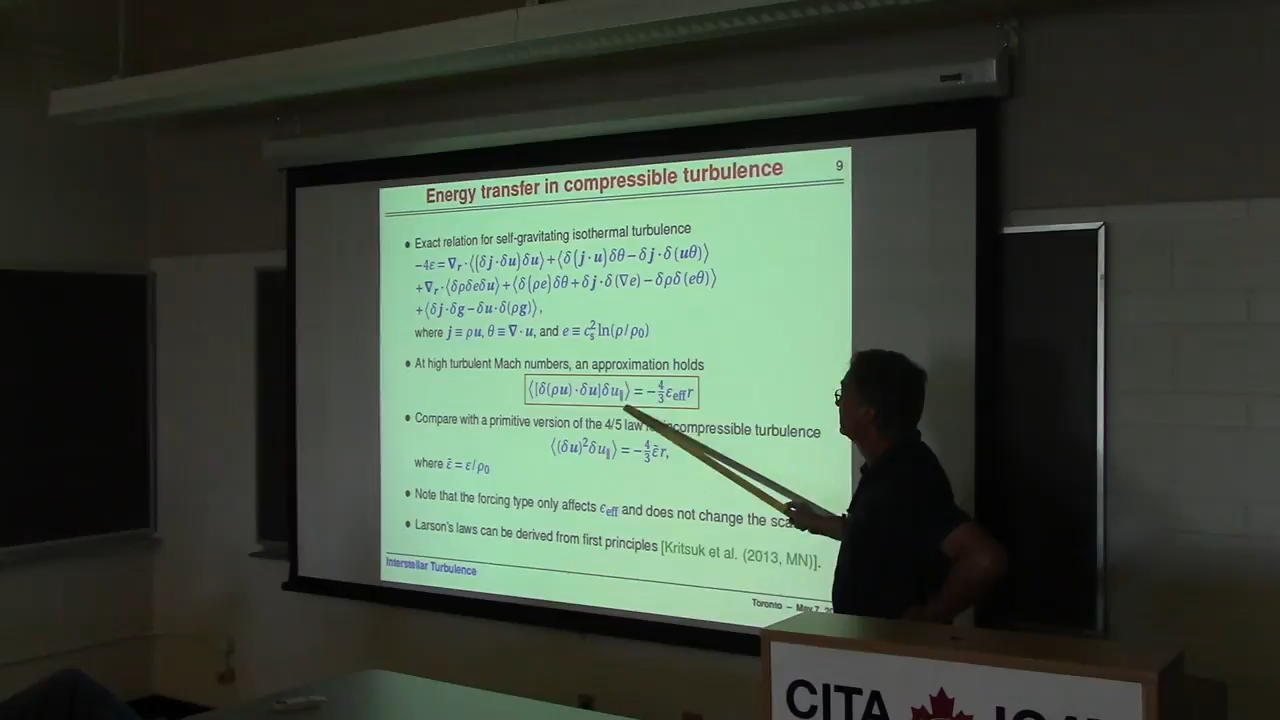 Energy transfer in compressible turbulence
9
• Exact relation for self-gravitating isothermal turbulence
−4ε = ∇r · ⟨[δj · δu]δu⟩ + ⟨δ(j · u)δθ − δj · δ(uθ)⟩
+∇r · ⟨δρδeδu⟩ + ⟨δ(ρe)δθ + δj · δ(∇e) − δρδ(eθ)⟩
+⟨δj · δg − δu · δ(ρg)⟩,
where j ≡ ρu, θ ≡ ∇ · u, and e ≡ c_s^2 ln(ρ/ρ0)
• At high turbulent Mach numbers, an approximation holds
⟨[δ(ρu) · δu]δu∥⟩ = −4/3 εeff r
• Compare with a primitive version of the 4/5 law incompressible turbulence
⟨(δu)²δu∥⟩ = −4/3 ε̄r,
where ε̄ = ε/ρ0
• Note that the forcing type only affects ϵeff and does not change the
• Larson's laws can be derived from first principles [Kritsuk et al. (2013, MN)].
Interstellar Turbulence
Toronto – May 7,
CITA